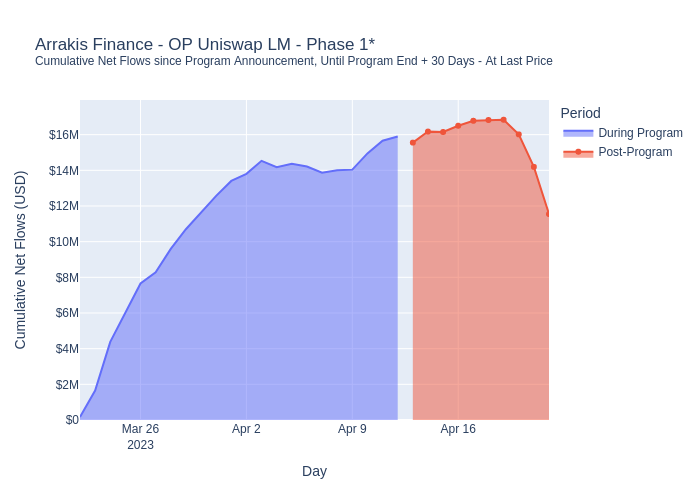 Arrakis Finance - OP Uniswap LM - Phase 1*
Cumulative Net Flows since Program Announcement, Until Program End + 30 Days - At Last Price
Period
During Program
Post-Program
Cumulative Net Flows (USD)
$16M
$14M
$12M
$10M
$8M
$6M
$4M
$2M
$0
Mar 26
2023
Apr 2
Apr 9
Apr 16
Day